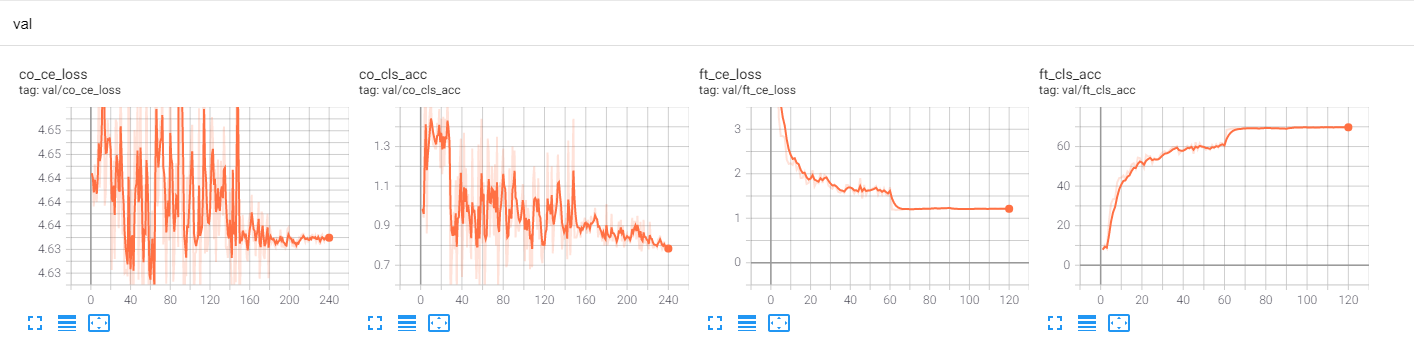 val
co_ce_loss
tag: val/co_ce_loss
4.65
4.65
4.64
4.64
4.64
4.63
4.63
0 40 80 120 160 200 240
co_cls_acc
tag: val/co_cls_acc
1.3
1.1
0.9
0.7
0 40 80 120 160 200 240
ft_ce_loss
tag: val/ft_ce_loss
3
2
1
0
0 20 40 60 80 100 120
ft_cls_acc
tag: val/ft_cls_acc
60
40
20
0
0 20 40 60 80 100 120